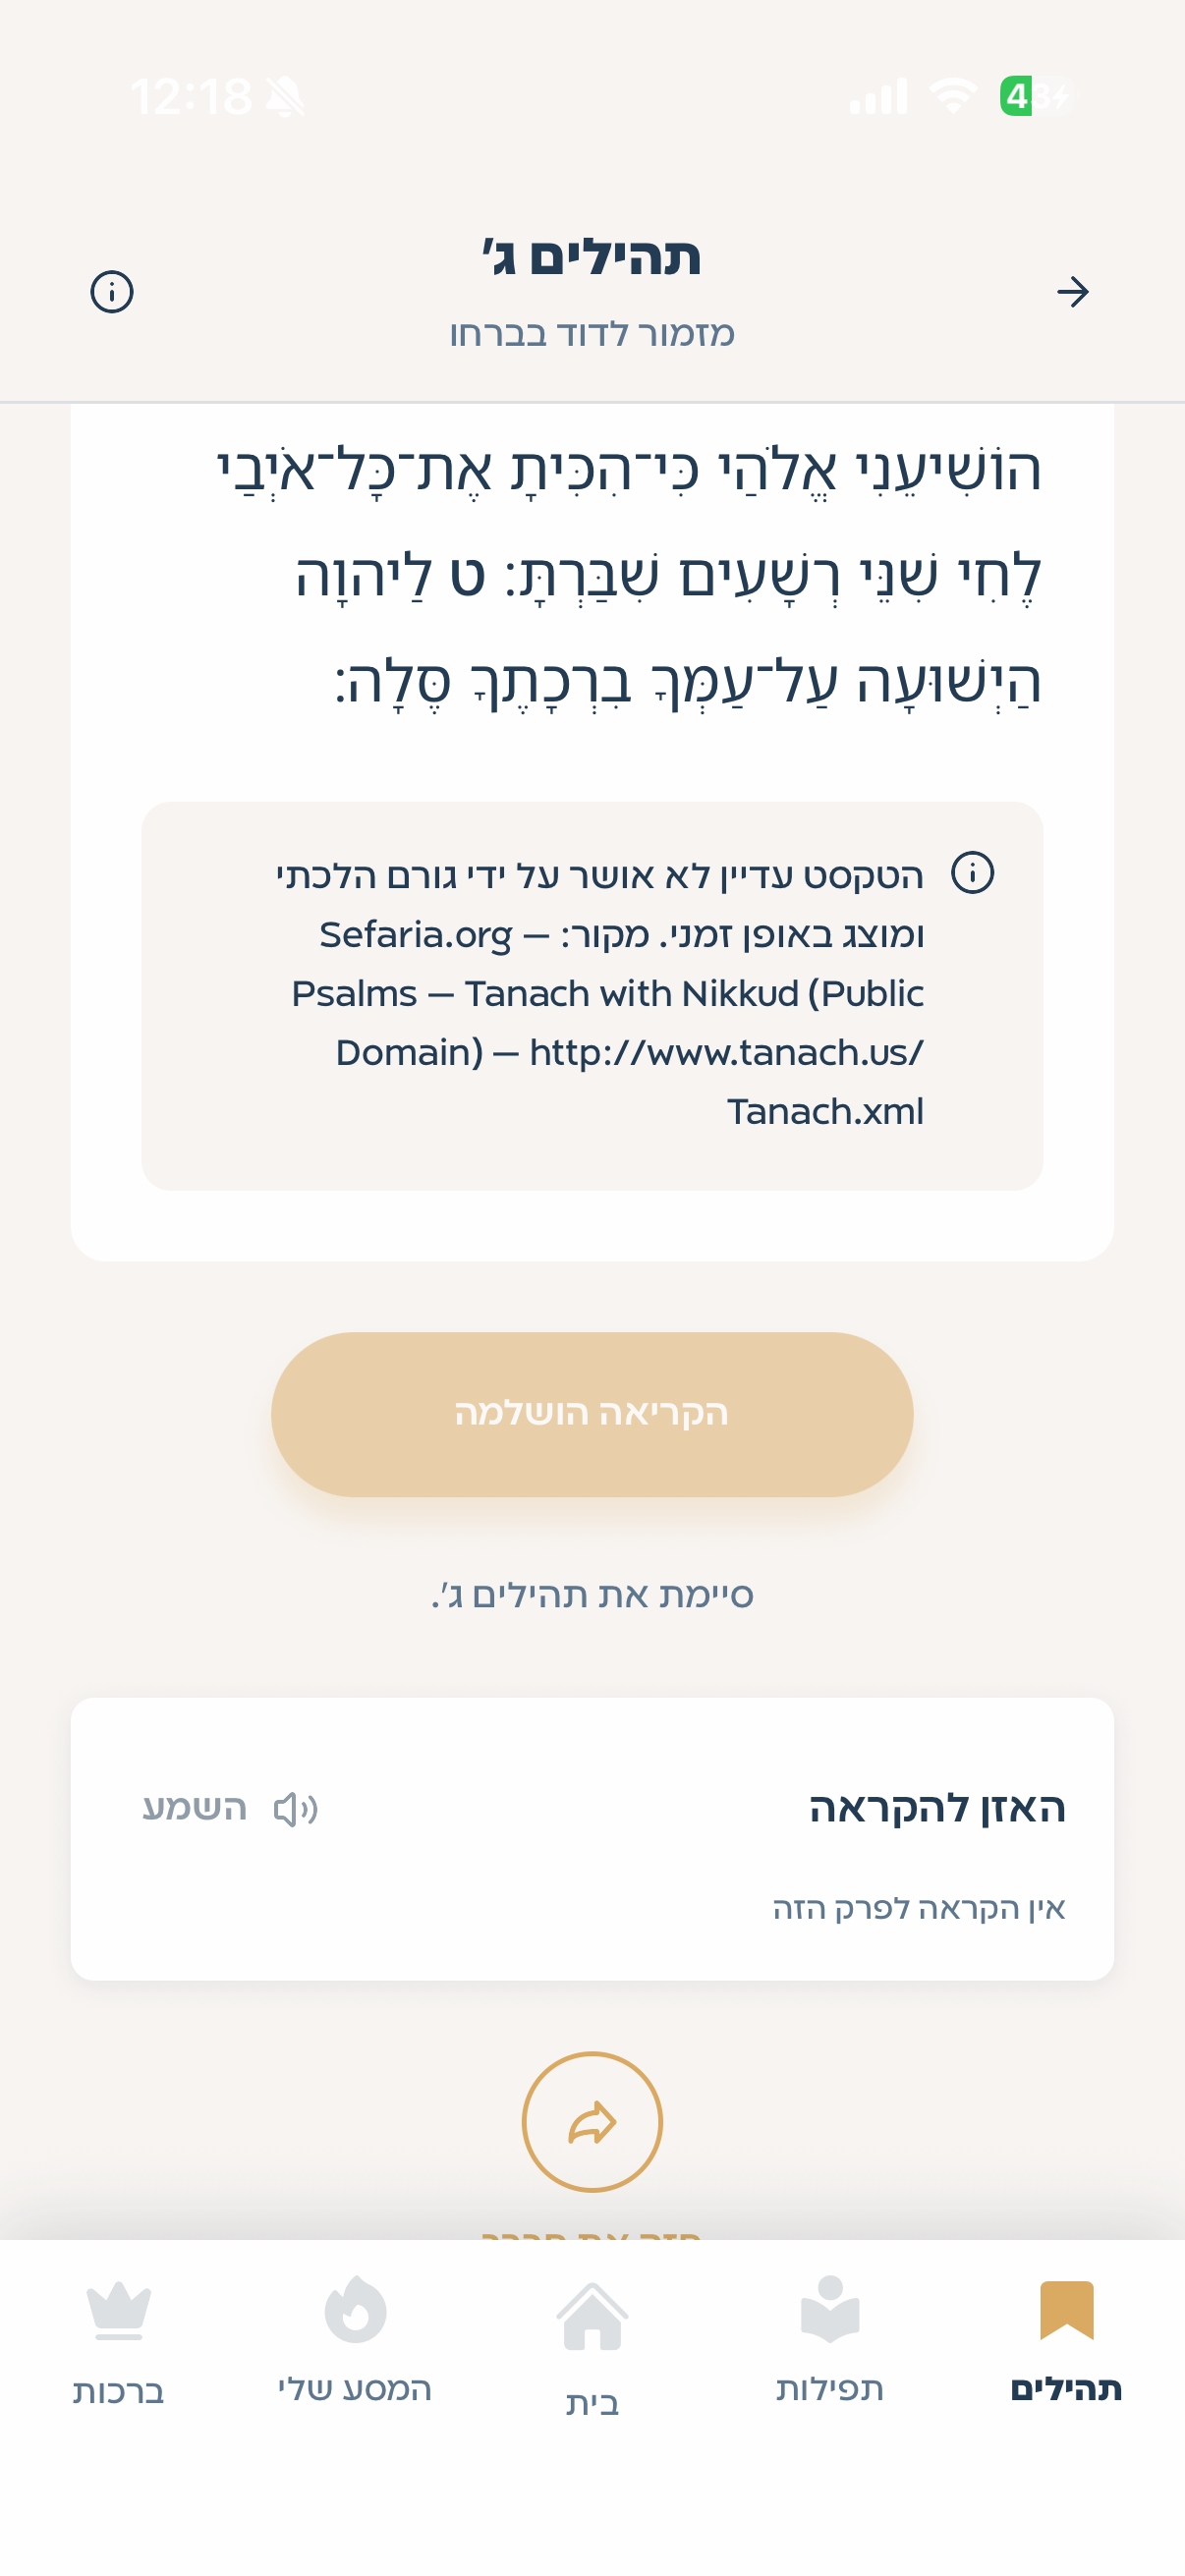 12:18
43
תהילים ג'
מזמור לדוד בברחו
הוֹשִׁיעֵנִי אֱלֹהַי כִּי־הִכִּיתָ אֶת־כָּל־אֹיְבַי
לֶחִי שִׁנֵּי רְשָׁעִים שִׁבַּרְתָּ: ט לַיהוָה
הַיְשׁוּעָה עַל־עַמְּךָ בִרְכָתֶךָ סֶּלָה:
הטקסט עדיין לא אושר על ידי גורם הלכתי
ומוצג באופן זמני. מקור: Sefaria.org —
Psalms — Tanach with Nikkud (Public
Domain) — http://www.tanach.us/
Tanach.xml
הקריאה הושלמה
סיימת את תהילים ג'.
האזן להקראה
השמע
אין הקראה לפרק הזה
תהילים
תפילות
בית
המסע שלי
ברכות